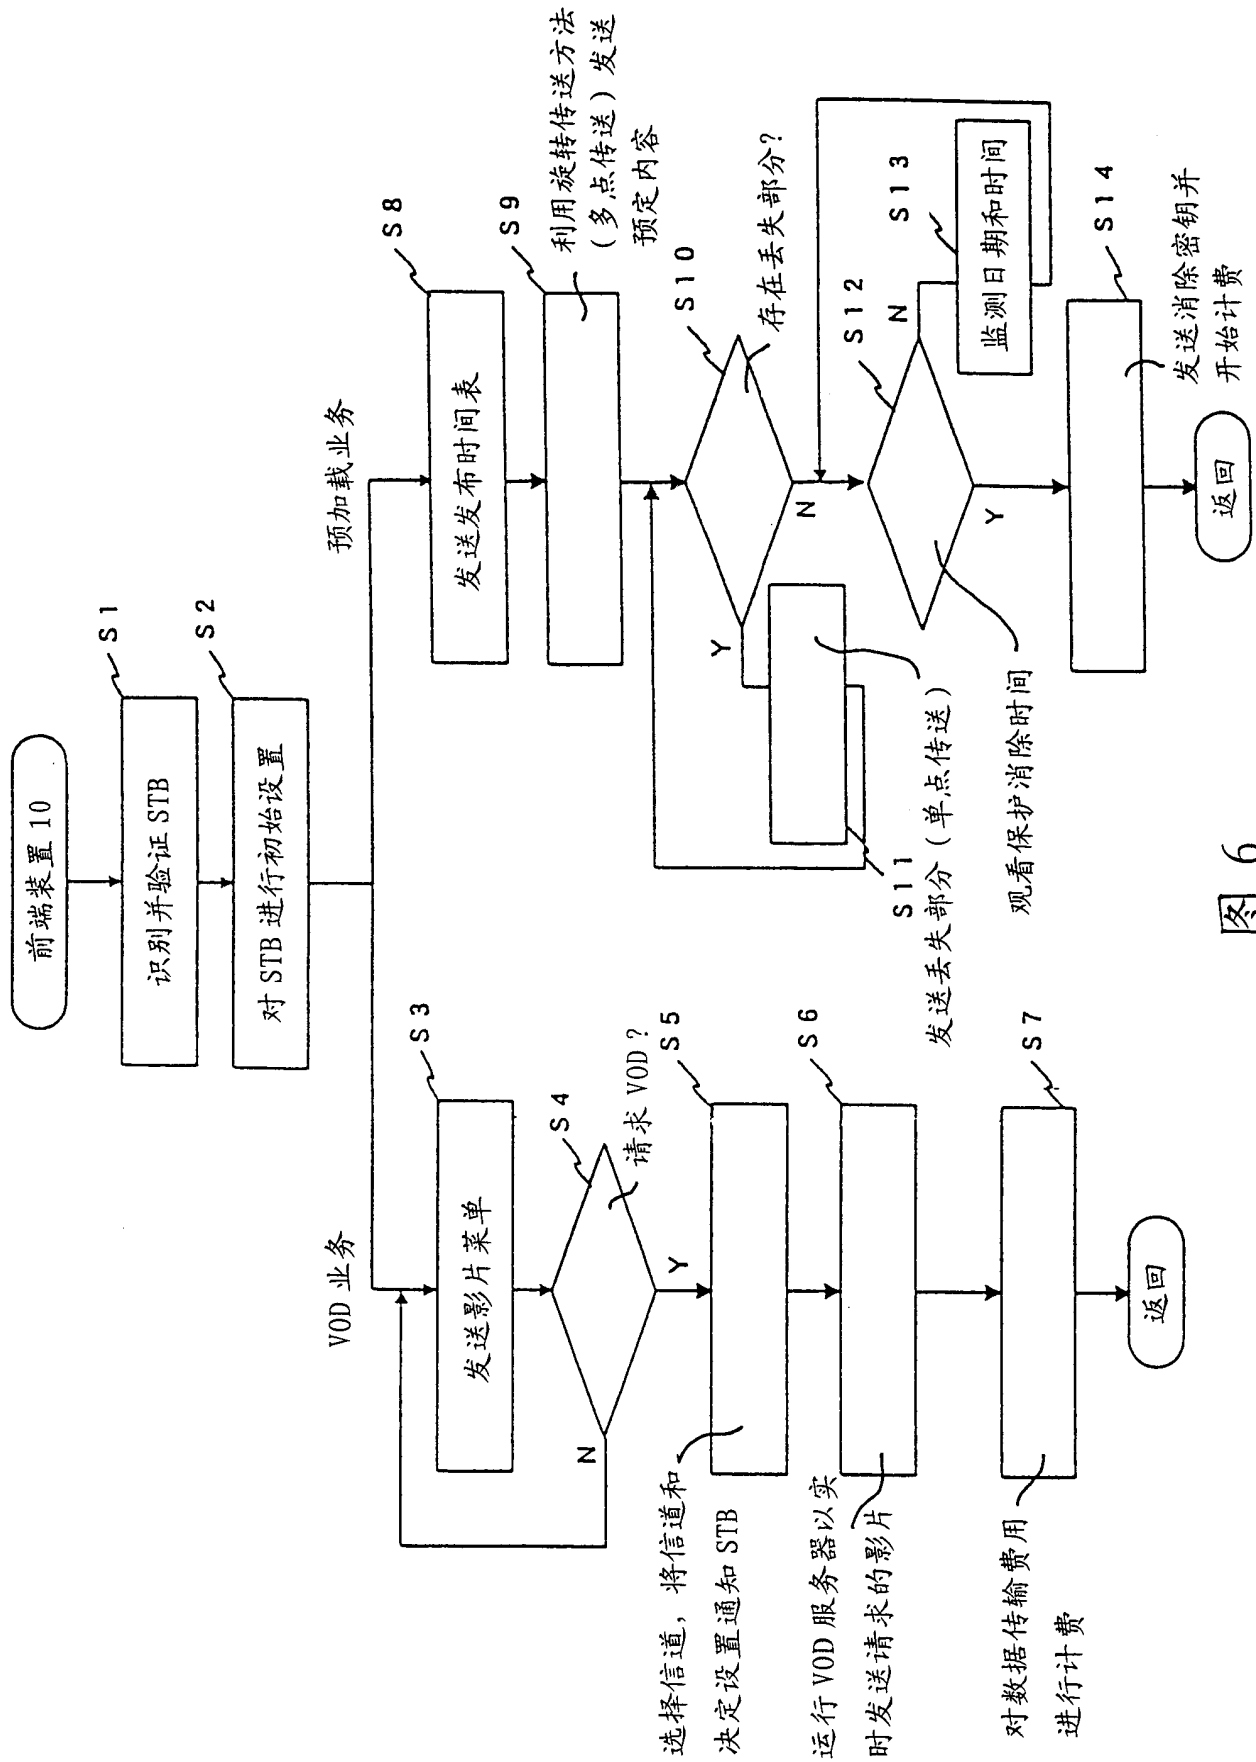 前端装置 10
S1
识别并验证 STB
S2
对 STB 进行初始设置
VOD 业务
S3
发送影片菜单
S4
请求 VOD？
N
Y
S5
选择信道，将信道和
决定设置通知 STB
S6
运行 VOD 服务器以实
时发送请求的影片
S7
对数据传输费用
进行计费
返回
预加载业务
S8
发送发布时间表
S9
利用旋转传送方法
（多点传送）发送
预定内容
S10
存在丢失部分？
Y
N
S11
发送丢失部分（单点传送）
S12
观看保护消除时间
N
Y
S13
监测日期和时间
S14
发送消除密钥并
开始计费
返回
图 6